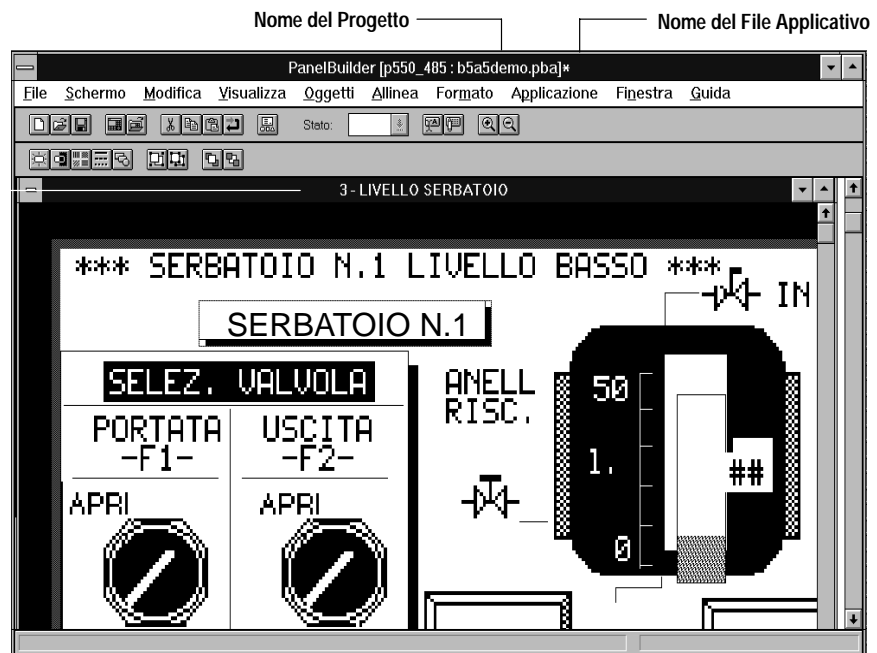 Nome del Progetto
Nome del File Applicativo
PanelBuilder [p550_485 : b5a5demo.pba]*
File Schermo Modifica Visualizza Oggetti Allinea Formato Applicazione Finestra Guida
Stato:
3 - LIVELLO SERBATOIO
*** SERBATOIO N.1 LIVELLO BASSO ***
IN
SERBATOIO N.1
SELEZ. VALVOLA
PORTATA
-F1-
USCITA
-F2-
APRI
APRI
ANELL
RISC.
50
l.
0
##